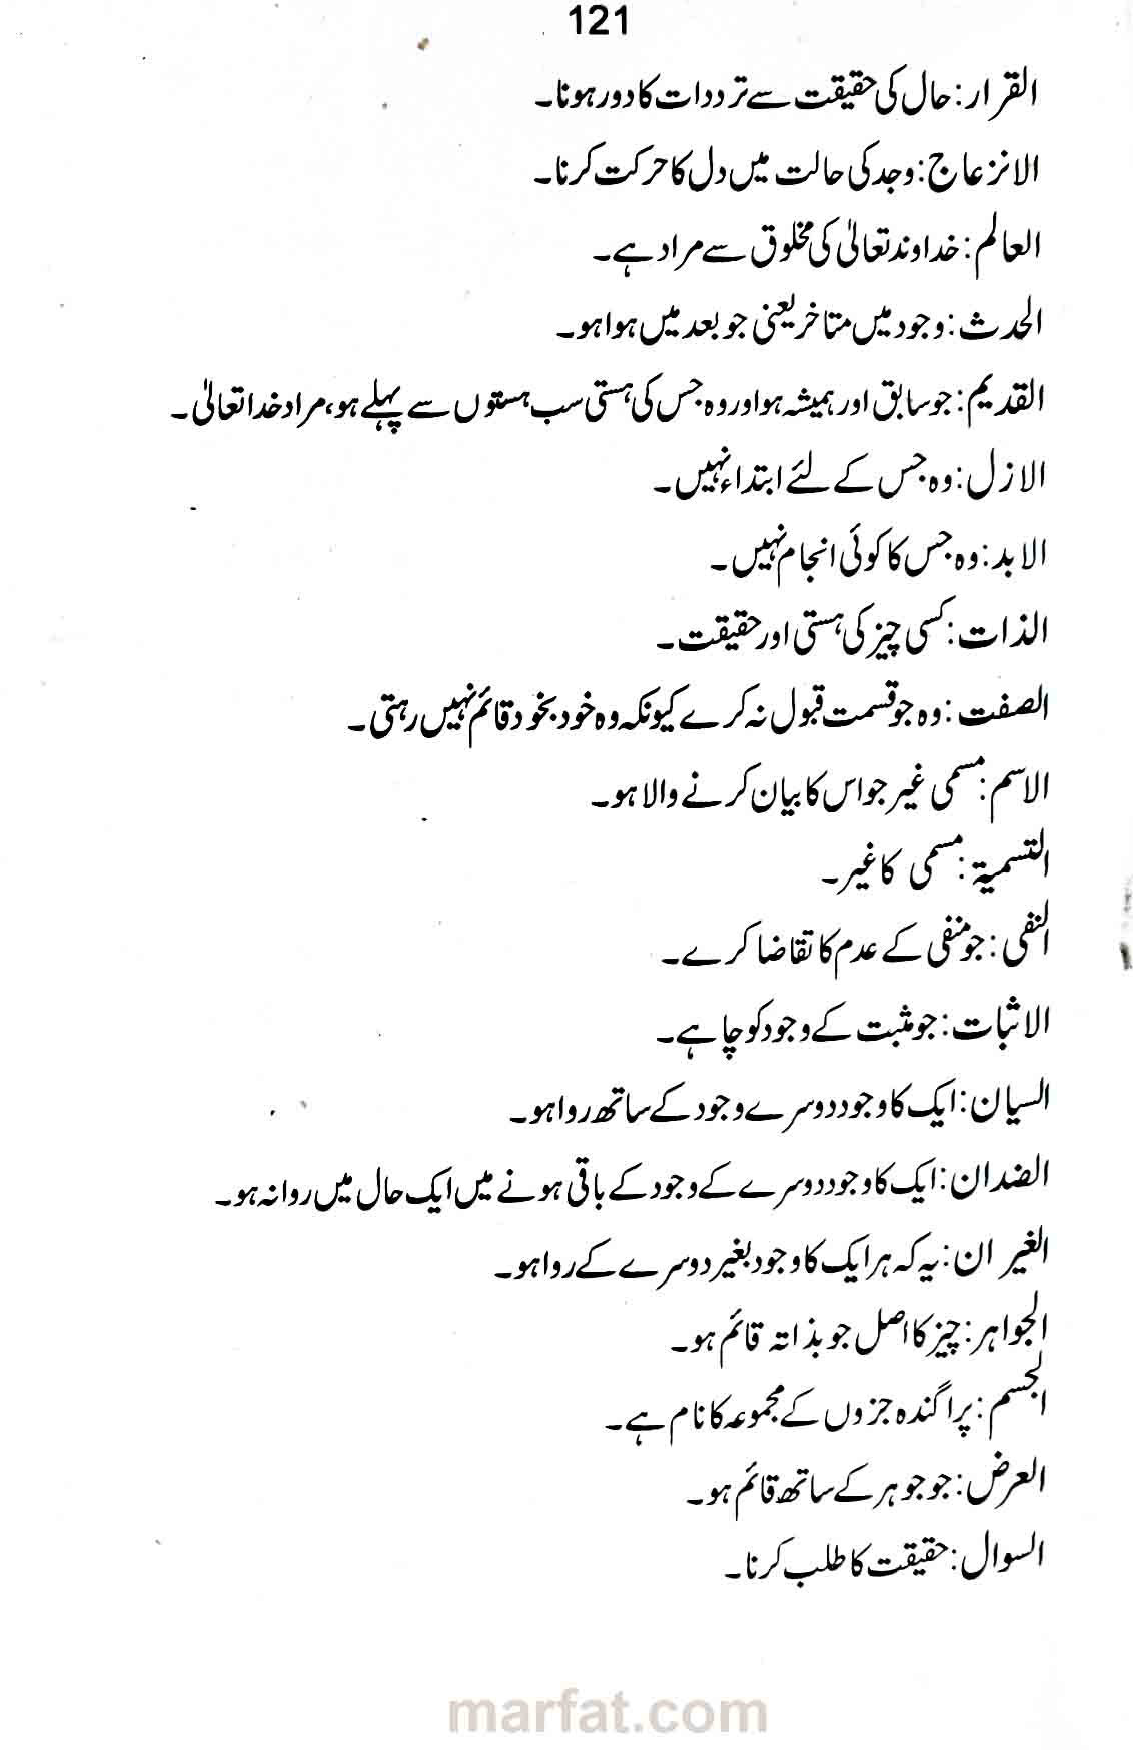 121
القرار: حال کی حقیقت سے ترددات کا دور ہونا۔
الانزعاج: وجد کی حالت میں دل کا حرکت کرنا۔
العالم: خداوند تعالیٰ کی مخلوق سے مراد ہے۔
الحدث: وجود میں متاخر یعنی جو بعد میں ہوا ہو۔
القدیم: جو سابق اور ہمیشہ ہو اور وہ جس کی ہستی سب ہستوں سے پہلے ہو، مراد خدا تعالیٰ۔
الازل: وہ جس کے لئے ابتداء نہیں۔
الابد: وہ جس کا کوئی انجام نہیں۔
الذات: کسی چیز کی ہستی اور حقیقت۔
الصفت: وہ جو قسمت قبول نہ کرے کیونکہ وہ خود بخود قائم نہیں رہتی۔
الاسم: مسمی غیر جو اس کا بیان کرنے والا ہو۔
التسمیۃ: مسمی کا غیر۔
النفی: جو منفی کے عدم کا تقاضا کرے۔
الاثبات: جو مثبت کے وجود کو چاہے۔
السیان: ایک کا وجود دوسرے وجود کے ساتھ روا ہو۔
الضدان: ایک کا وجود دوسرے کے وجود کے باقی ہونے میں ایک حال میں روا نہ ہو۔
الغیر ان: یہ کہ ہر ایک کا وجود بغیر دوسرے کے روا ہو۔
الجواہر: چیز کا اصل جو بذاتہ قائم ہو۔
الجسم: پراگندہ جزوں کے مجموعہ کا نام ہے۔
العرض: جو جوہر کے ساتھ قائم ہو۔
السوال: حقیقت کا طلب کرنا۔
marfat.com